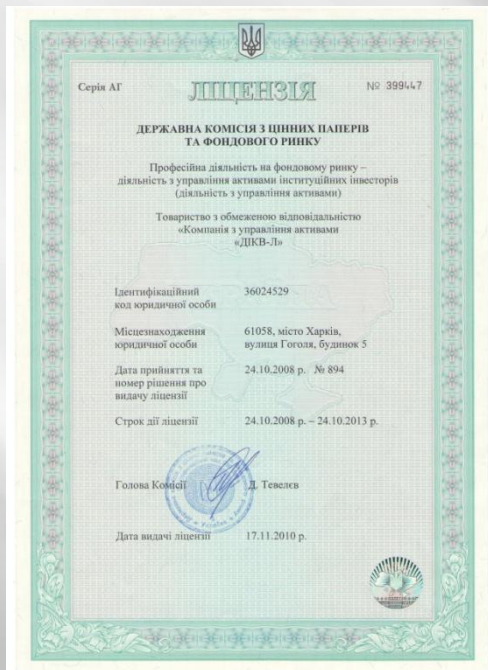 Серія АГ
ЛІЦЕНЗІЯ
№ 399447
ДЕРЖАВНА КОМІСІЯ З ЦІННИХ ПАПЕРІВ
ТА ФОНДОВОГО РИНКУ
Професійна діяльність на фондовому ринку –
діяльність з управління активами інституційних інвесторів
(діяльність з управління активами)
Товариство з обмеженою відповідальністю
«Компанія з управління активами
«ДІКВ-Л»
Ідентифікаційний 36024529
код юридичної особи
Місцезнаходження 61058, місто Харків,
юридичної особи вулиця Гоголя, будинок 5
Дата прийняття та 24.10.2008 р. № 894
номер рішення про
видачу ліцензії
Строк дії ліцензії 24.10.2008 р. – 24.10.2013 р.
Голова Комісії Д. Тевелєв
Дата видачі ліцензії 17.11.2010 р.